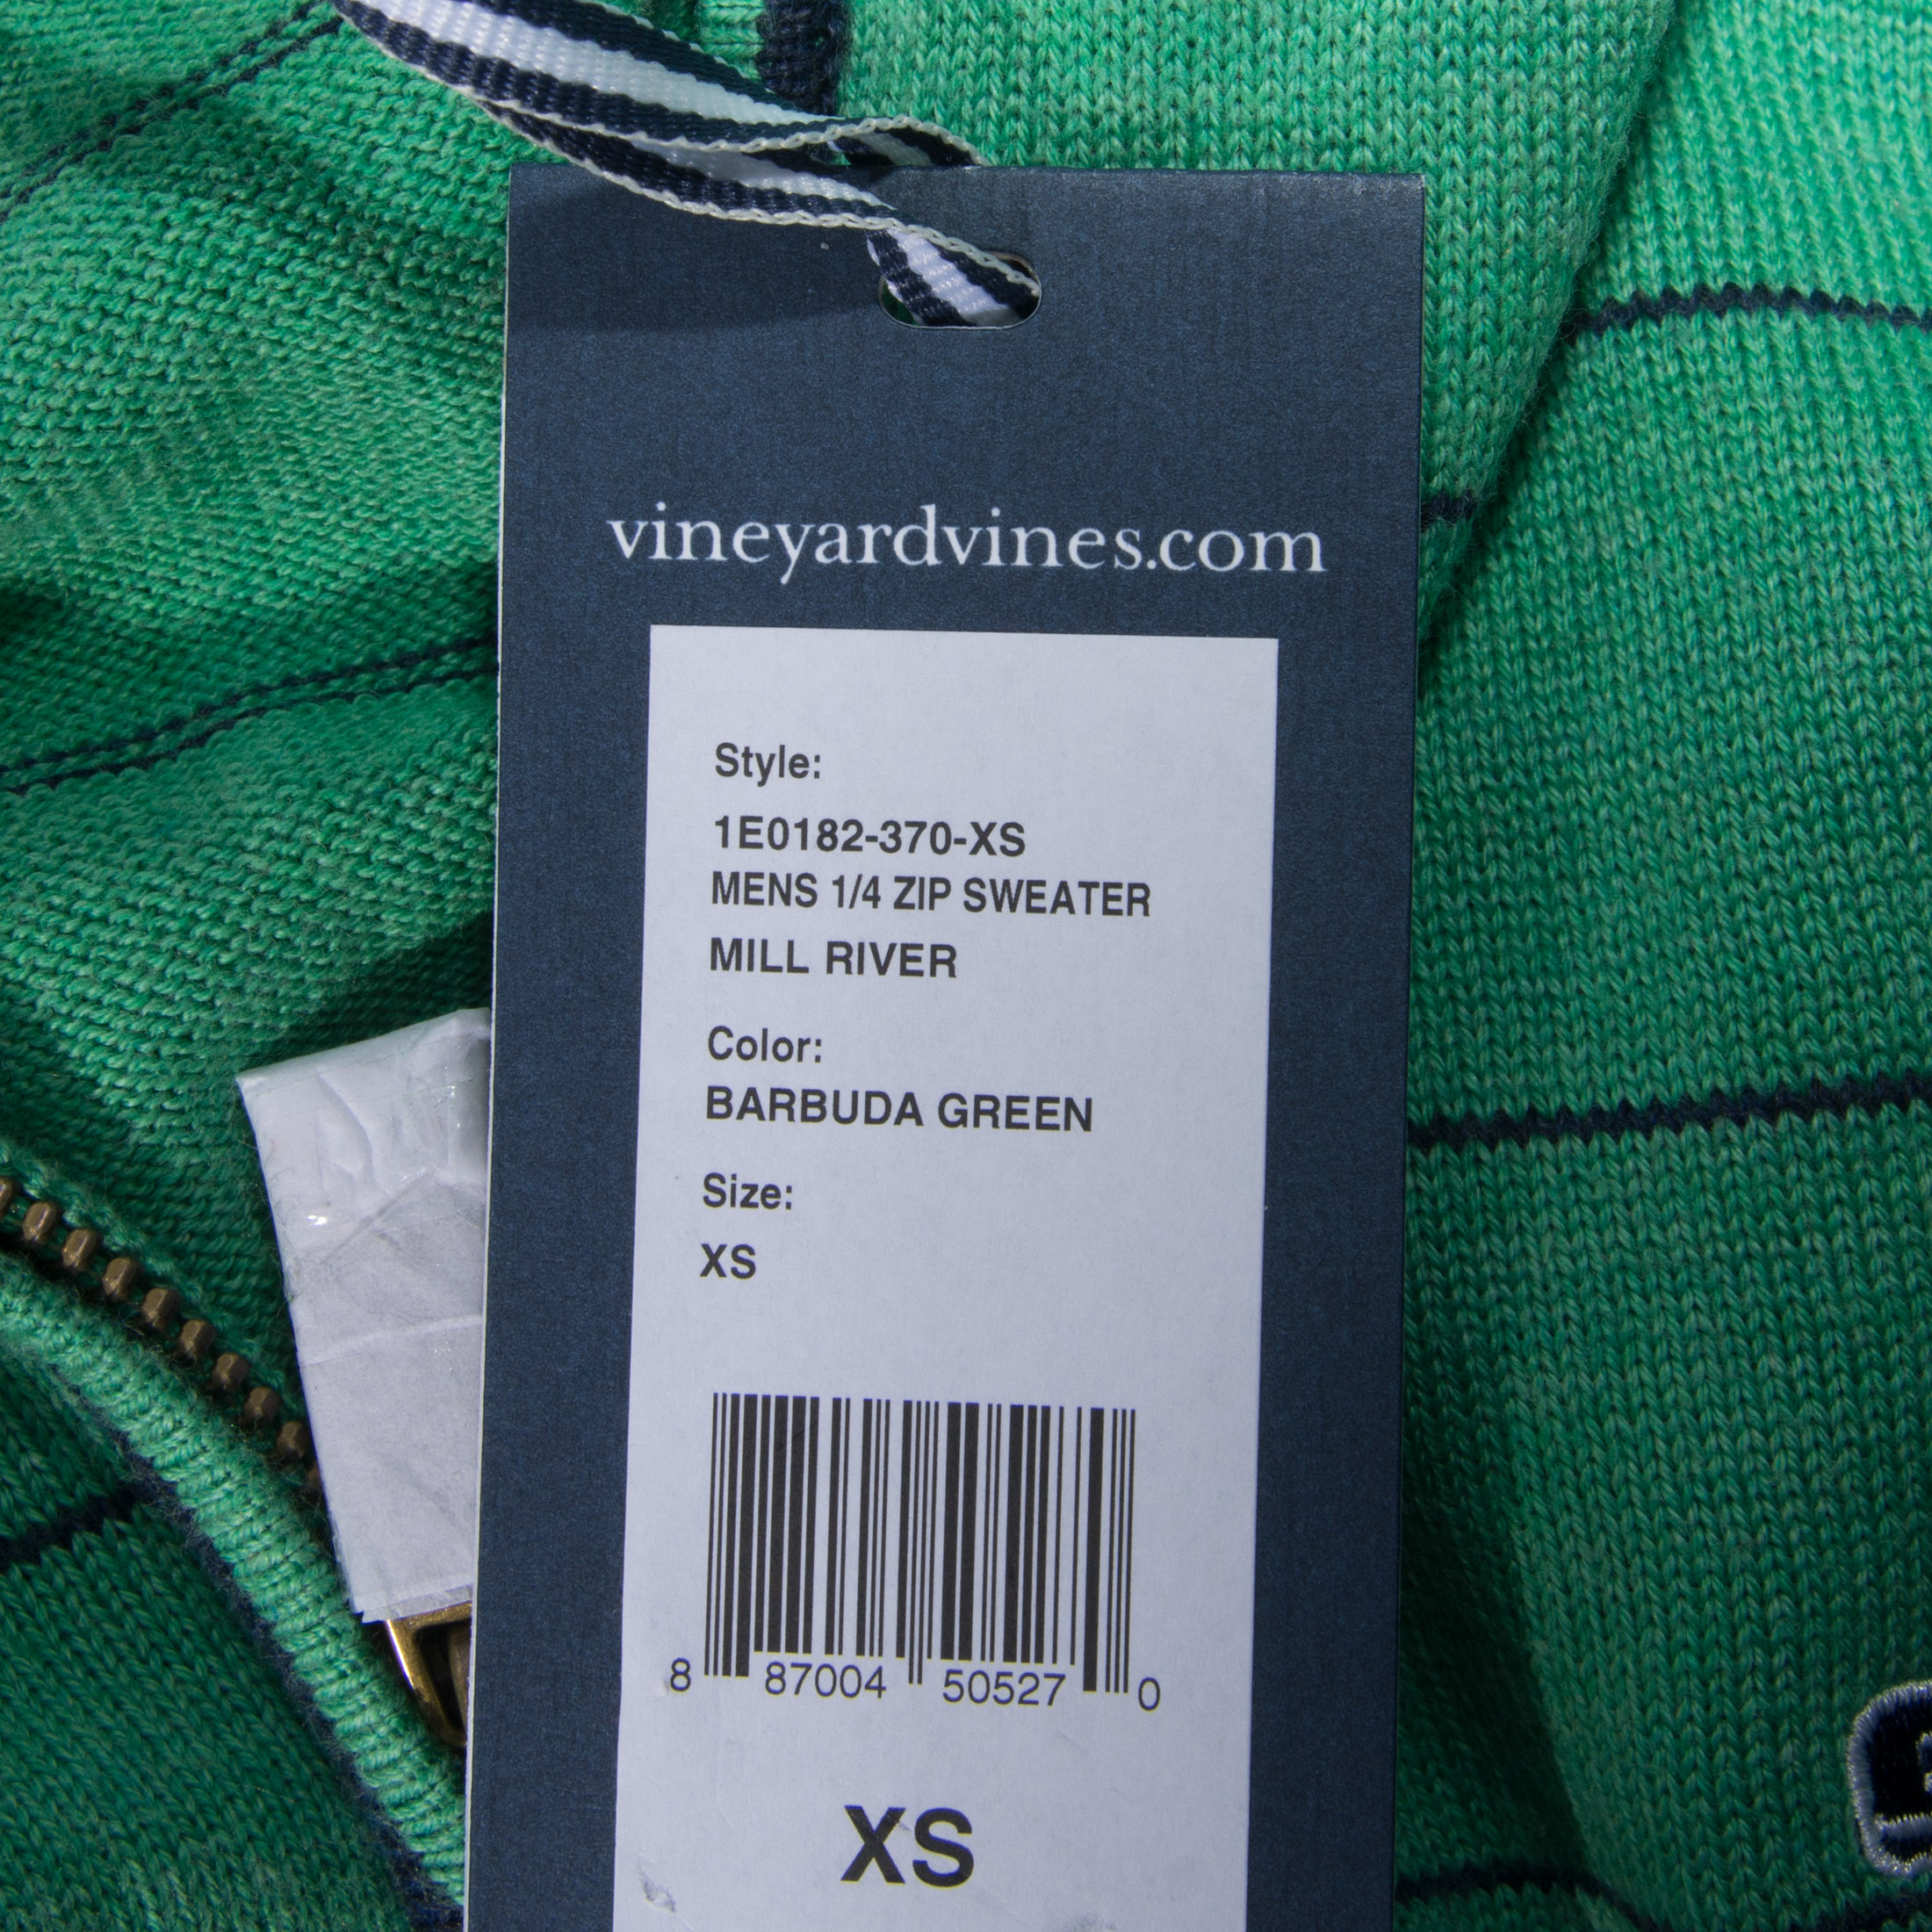 vineyardvines.com
Style:
1E0182-370-XS
MENS 1/4 ZIP SWEATER
MILL RIVER
Color:
BARBUDA GREEN
Size:
XS
8 87004 50527 0
XS